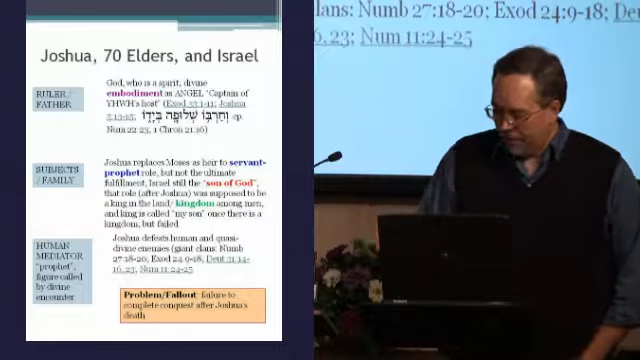 Joshua, 70 Elders, and Israel
RULER /
FATHER
God, who is a spirit; divine
embodiment as ANGEL "Captain of
YHWH's host" (Exod 33:1-11; Joshua
5:13-15, וְחַרְבּוֹ שְׁלוּפָה בְּיָדוֹ cp.
Num 22:23, 1 Chron 21:16)
SUBJECTS
/ FAMILY
Joshua replaces Moses as heir to servant-
prophet role, but not the ultimate
fulfillment, Israel still the "son of God",
that role (after Joshua) was supposed to be
a king in the land/ kingdom among men,
and king is called "my son" once there is a
kingdom, but failed
HUMAN
MEDIATOR
"prophet",
figure called
by divine
encounter
Joshua defeats human and quasi-
divine enemies (giant clans: Numb
27:18-20; Exod 24:9-18, Deut 31:14-
16, 23, Num 11:24-25
Problem/Fallout: failure to
complete conquest after Joshua's
death
clans: Numb 27:18-20; Exod 24:9-18; De
16, 23; Num 11:24-25